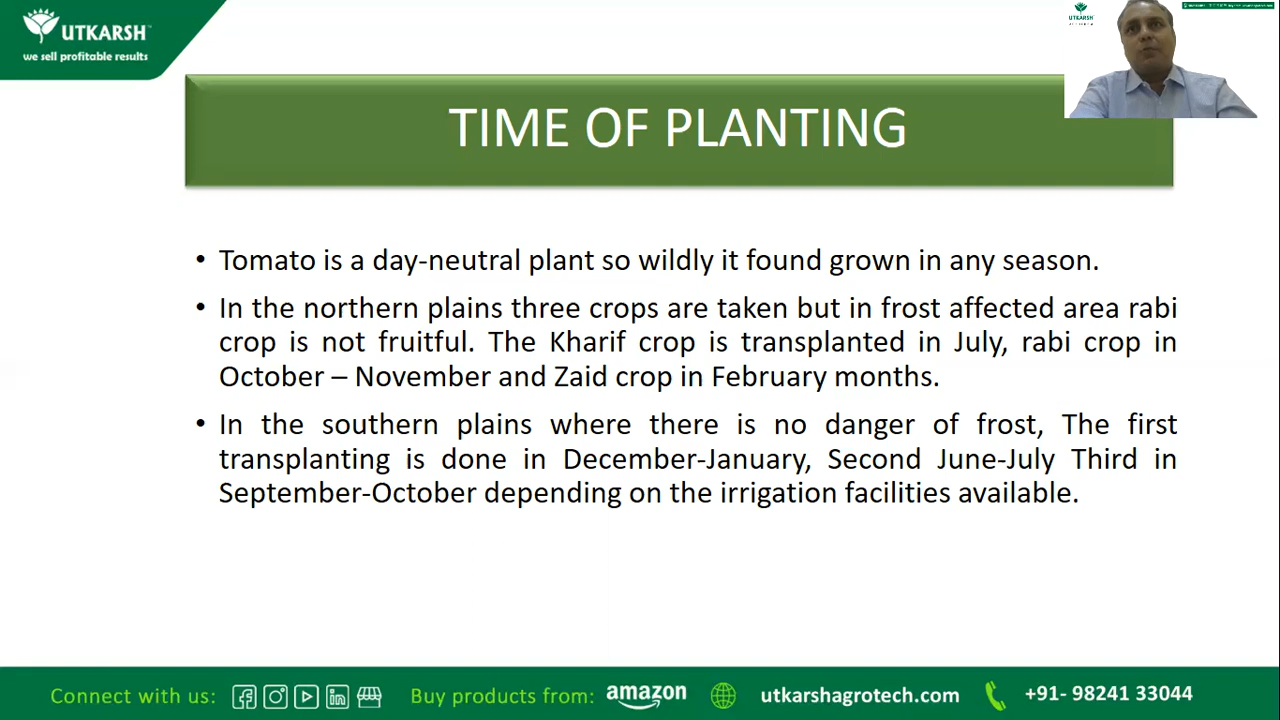 UTKARSH
we sell profitable results
UTKARSH
TIME OF PLANTING
• Tomato is a day-neutral plant so wildly it found grown in any season.
• In the northern plains three crops are taken but in frost affected area rabi
crop is not fruitful. The Kharif crop is transplanted in July, rabi crop in
October – November and Zaid crop in February months.
• In the southern plains where there is no danger of frost, The first
transplanting is done in December-January, Second June-July Third in
September-October depending on the irrigation facilities available.
Connect with us: Buy products from: amazon utkarshagrotech.com +91- 98241 33044